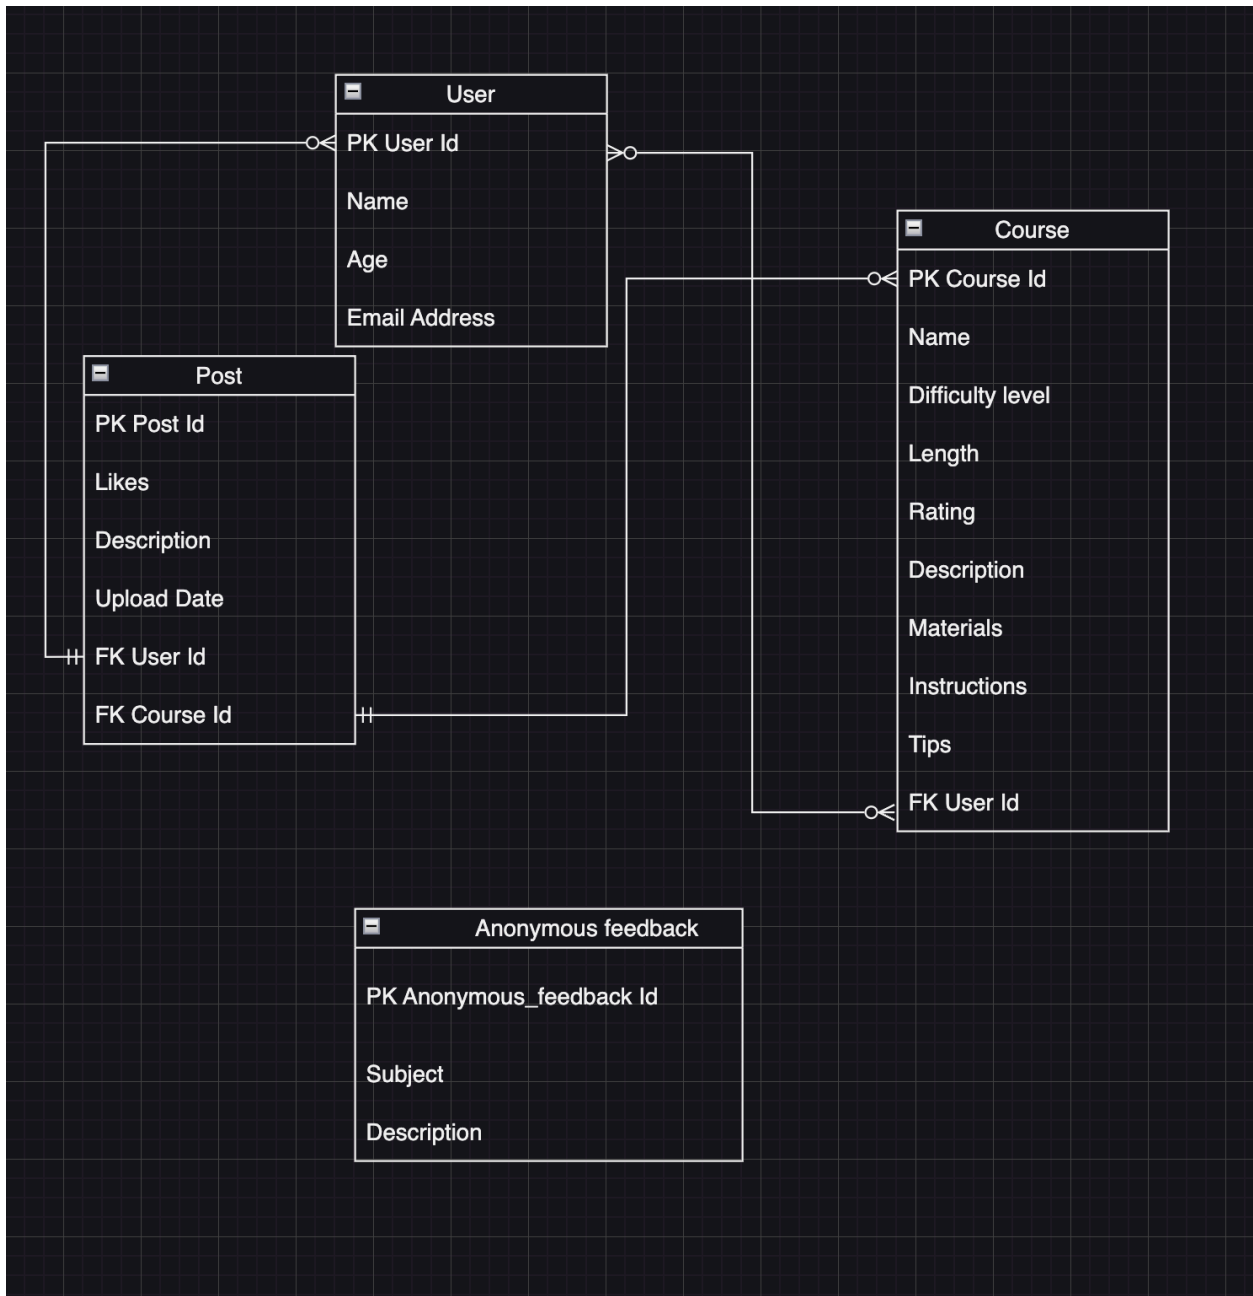 User
PK User Id
Name
Age
Email Address
Post
PK Post Id
Likes
Description
Upload Date
FK User Id
FK Course Id
Course
PK Course Id
Name
Difficulty level
Length
Rating
Description
Materials
Instructions
Tips
FK User Id
Anonymous feedback
PK Anonymous_feedback Id
Subject
Description